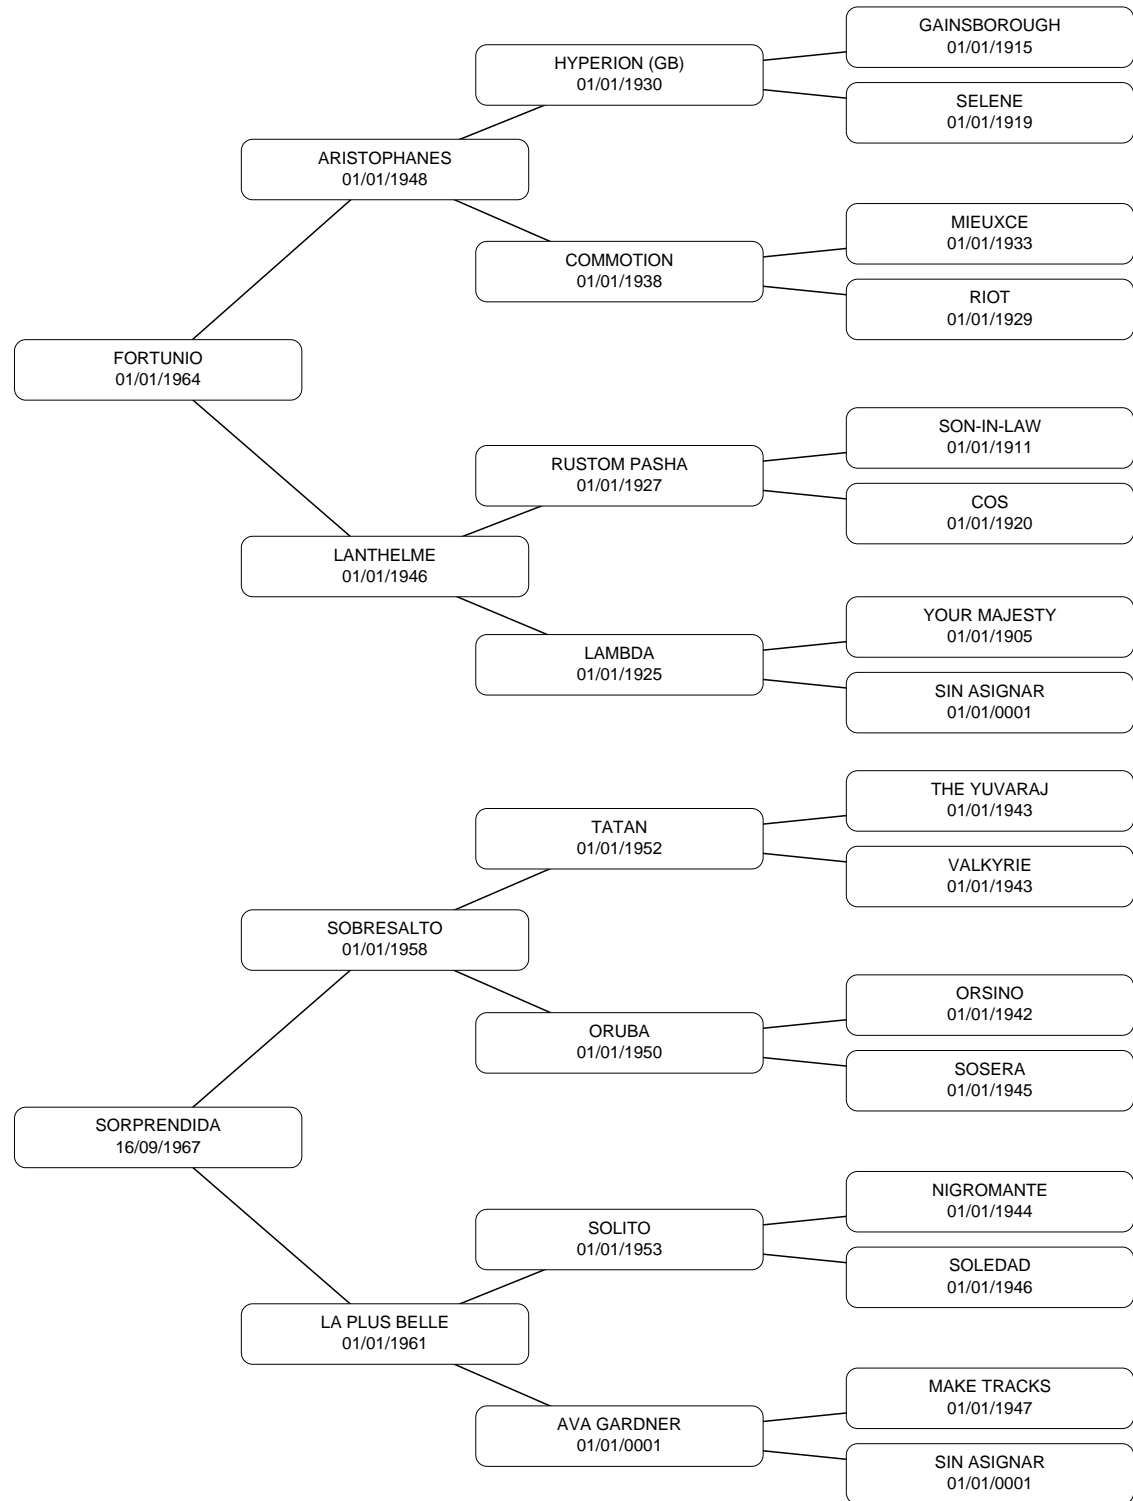 GAINSBOROUGH
01/01/1915
HYPERION (GB)
01/01/1930
SELENE
01/01/1919
ARISTOPHANES
01/01/1948
MIEUXCE
01/01/1933
COMMOTION
01/01/1938
RIOT
01/01/1929
FORTUNIO
01/01/1964
SON-IN-LAW
01/01/1911
RUSTOM PASHA
01/01/1927
COS
01/01/1920
LANTHELME
01/01/1946
YOUR MAJESTY
01/01/1905
LAMBDA
01/01/1925
SIN ASIGNAR
01/01/0001
THE YUVARAJ
01/01/1943
TATAN
01/01/1952
VALKYRIE
01/01/1943
SOBRESALTO
01/01/1958
ORSINO
01/01/1942
ORUBA
01/01/1950
SOSERA
01/01/1945
SORPRENDIDA
16/09/1967
NIGROMANTE
01/01/1944
SOLITO
01/01/1953
SOLEDAD
01/01/1946
LA PLUS BELLE
01/01/1961
MAKE TRACKS
01/01/1947
AVA GARDNER
01/01/0001
SIN ASIGNAR
01/01/0001